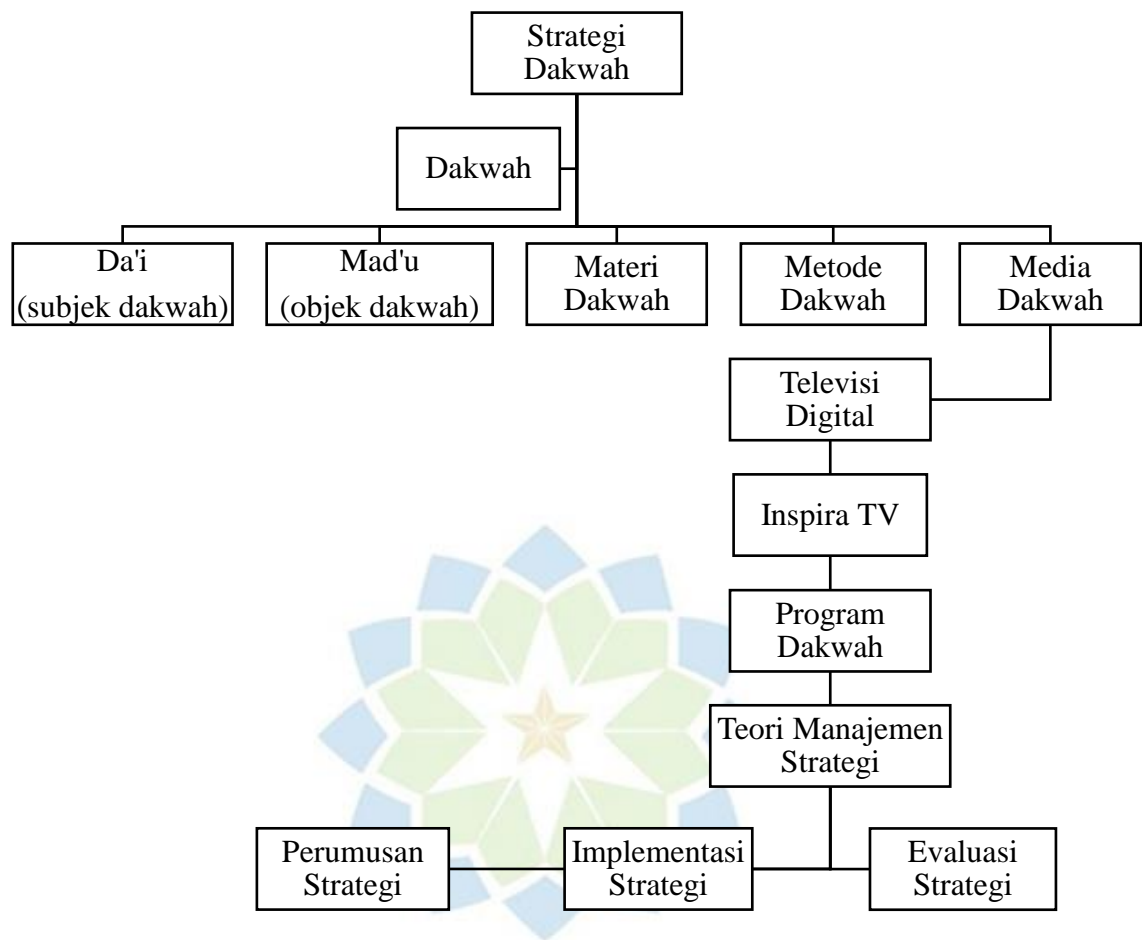 Strategi
Dakwah
Dakwah
Da'i
(subjek dakwah)
Mad'u
(objek dakwah)
Materi
Dakwah
Metode
Dakwah
Media
Dakwah
Televisi
Digital
Inspira TV
Program
Dakwah
Teori Manajemen
Strategi
Perumusan
Strategi
Implementasi
Strategi
Evaluasi
Strategi